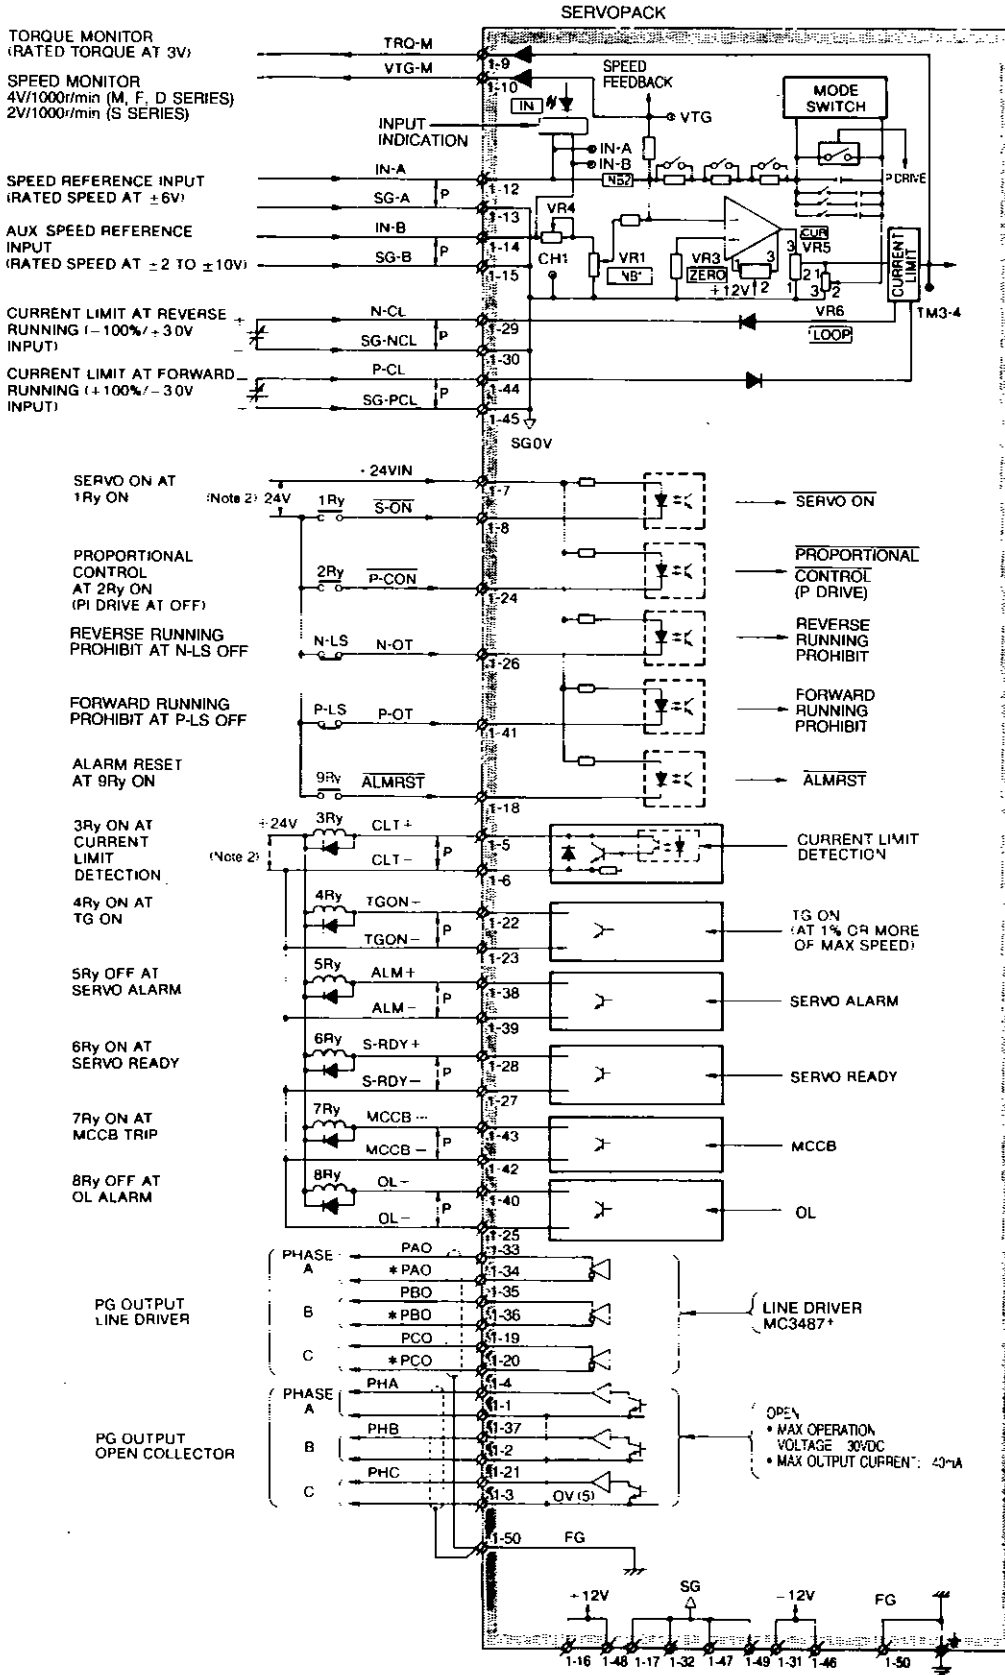 SERVOPACK
TORQUE MONITOR
(RATED TORQUE AT 3V)
TRQ-M
1-9
SPEED MONITOR
4V/1000r/min (M, F, D SERIES)
2V/1000r/min (S SERIES)
VTG-M
1-10
SPEED
FEEDBACK
MODE
SWITCH
IN
VTG
INPUT
INDICATION
IN-A
IN-B
P DRIVE
SPEED REFERENCE INPUT
(RATED SPEED AT ±6V)
IN-A
P
1-12
NB2
SG-A
1-13
VR4
AUX SPEED REFERENCE
INPUT
(RATED SPEED AT ±2 TO ±10V)
IN-B
P
1-14
SG-B
1-15
CH1
VR1
VR3
ZERO
+12V
1
3
2
CUR
VR5
3
2
1
1
3
2
CURRENT
LIMIT
TM3-4
VR6
LOOP
CURRENT LIMIT AT REVERSE
RUNNING (-100%/+30V
INPUT)
+
-
N-CL
P
1-29
SG-NCL
1-30
CURRENT LIMIT AT FORWARD
RUNNING (+100%/-30V
INPUT)
P-CL
P
1-44
SG-PCL
1-45
SG0V
SERVO ON AT
1Ry ON
(Note 2) 24V
24VIN
1-7
1Ry
S-ON
1-8
SERVO ON
PROPORTIONAL
CONTROL
AT 2Ry ON
(PI DRIVE AT OFF)
2Ry
P-CON
1-24
PROPORTIONAL
CONTROL
(P DRIVE)
REVERSE RUNNING
PROHIBIT AT N-LS OFF
N-LS
N-OT
1-26
REVERSE
RUNNING
PROHIBIT
FORWARD RUNNING
PROHIBIT AT P-LS OFF
P-LS
P-OT
1-41
FORWARD
RUNNING
PROHIBIT
ALARM RESET
AT 9Ry ON
9Ry
ALMRST
1-18
ALMRST
3Ry ON AT
CURRENT
LIMIT
DETECTION
+24V
(Note 2)
3Ry
CLT+
P
1-5
CLT-
1-6
CURRENT LIMIT
DETECTION
4Ry ON AT
TG ON
4Ry
TGON-
P
1-22
TGON-
1-23
TG ON
(AT 1% OR MORE
OF MAX SPEED)
5Ry OFF AT
SERVO ALARM
5Ry
ALM+
P
1-38
ALM-
1-39
SERVO ALARM
6Ry ON AT
SERVO READY
6Ry
S-RDY+
P
1-28
S-RDY-
1-27
SERVO READY
7Ry ON AT
MCCB TRIP
7Ry
MCCB
P
1-43
MCCB -
1-42
MCCB
8Ry OFF AT
OL ALARM
8Ry
OL-
P
1-40
OL-
1-25
OL
PG OUTPUT
LINE DRIVER
PHASE
A
PAO
1-33
*PAO
1-34
B
PBO
1-35
*PBO
1-36
C
PCO
1-19
*PCO
1-20
LINE DRIVER
MC3487
PG OUTPUT
OPEN COLLECTOR
PHASE
A
PHA
1-4
1-1
B
PHB
1-37
1-2
C
PHC
1-21
1-3
OV (5)
OPEN
• MAX OPERATION
VOLTAGE 30VDC
• MAX OUTPUT CURRENT: 40mA
1-50
FG
+12V
SG
-12V
FG
1-16
1-48
1-17
1-32
1-47
1-49
1-31
1-46
1-50